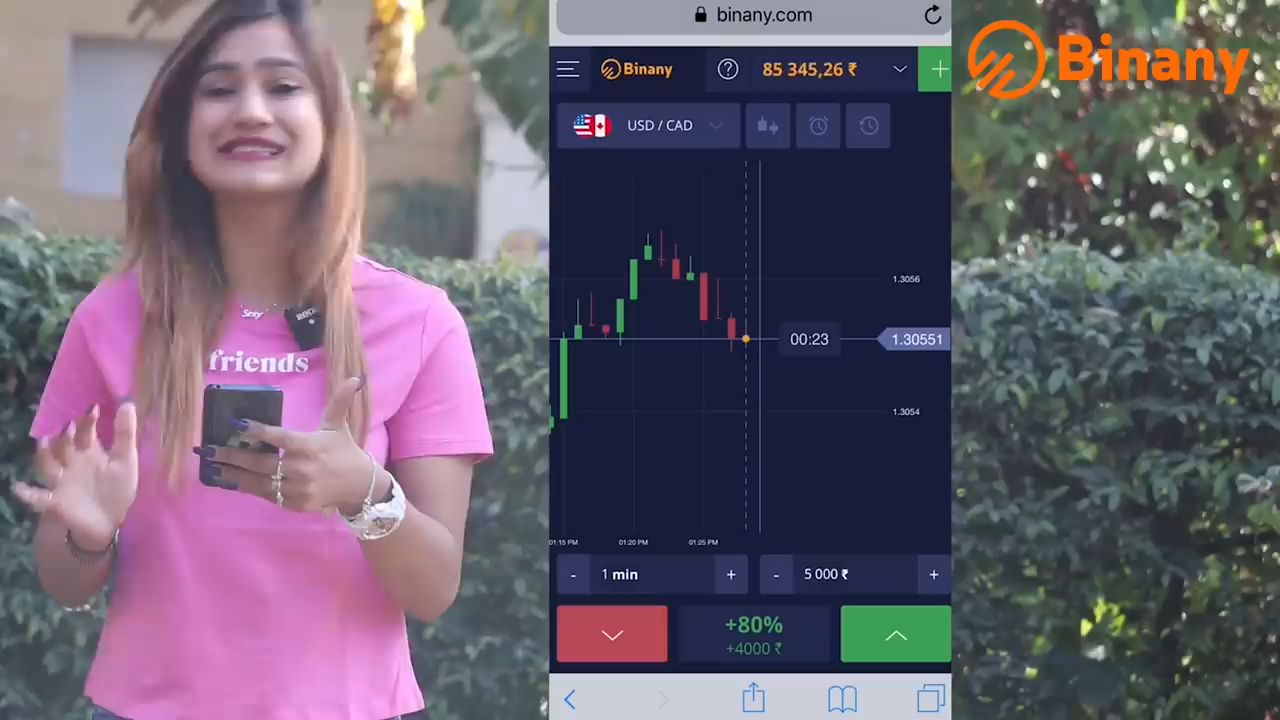 binany.com
Binany
85 345,26 ₹
Binany
USD / CAD
1.3056
00:23
1.30551
1.3054
Sexy
friends
01:15 PM
01:20 PM
01:25 PM
- 1 min +
- 5 000 ₹ +
+80%
+4000 ₹